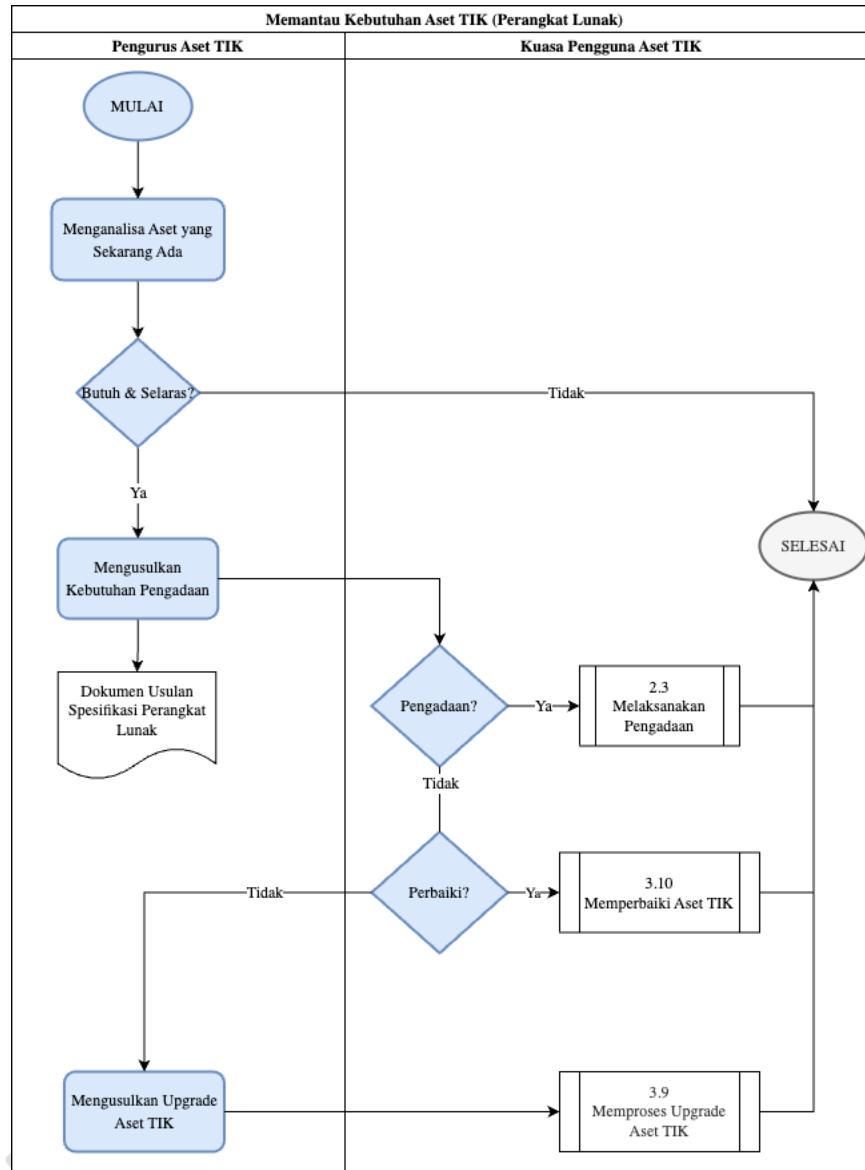 Memantau Kebutuhan Aset TIK (Perangkat Lunak)
Pengurus Aset TIK
Kuasa Pengguna Aset TIK
MULAI
Menganalisa Aset yang
Sekarang Ada
Butuh & Selaras?
Tidak
Ya
SELESAI
Mengusulkan
Kebutuhan Pengadaan
Dokumen Usulan
Spesifikasi Perangkat
Lunak
Pengadaan?
Ya
2.3
Melaksanakan
Pengadaan
Tidak
Perbaiki?
Ya
3.10
Memperbaiki Aset TIK
Tidak
Mengusulkan Upgrade
Aset TIK
3.9
Memproses Upgrade
Aset TIK